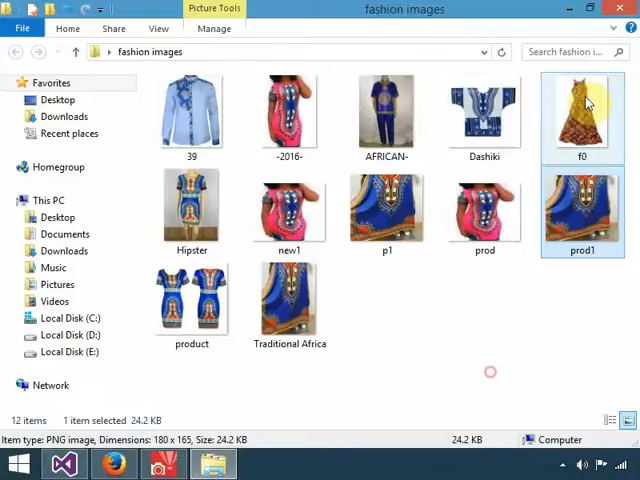 Picture Tools
fashion images
File
Home
Share
View
Manage
fashion images
Search fashion i...
Favorites
Desktop
Downloads
Recent places
Homegroup
This PC
Desktop
Documents
Downloads
Music
Pictures
Videos
Local Disk (C:)
Local Disk (D:)
Local Disk (E:)
Network
39
-2016-
AFRICAN-
Dashiki
f0
Hipster
new1
p1
prod
prod1
product
Traditional Africa
12 items
1 item selected 24.2 KB
Item type: PNG image, Dimensions: 180 x 165, Size: 24.2 KB
24.2 KB
Computer